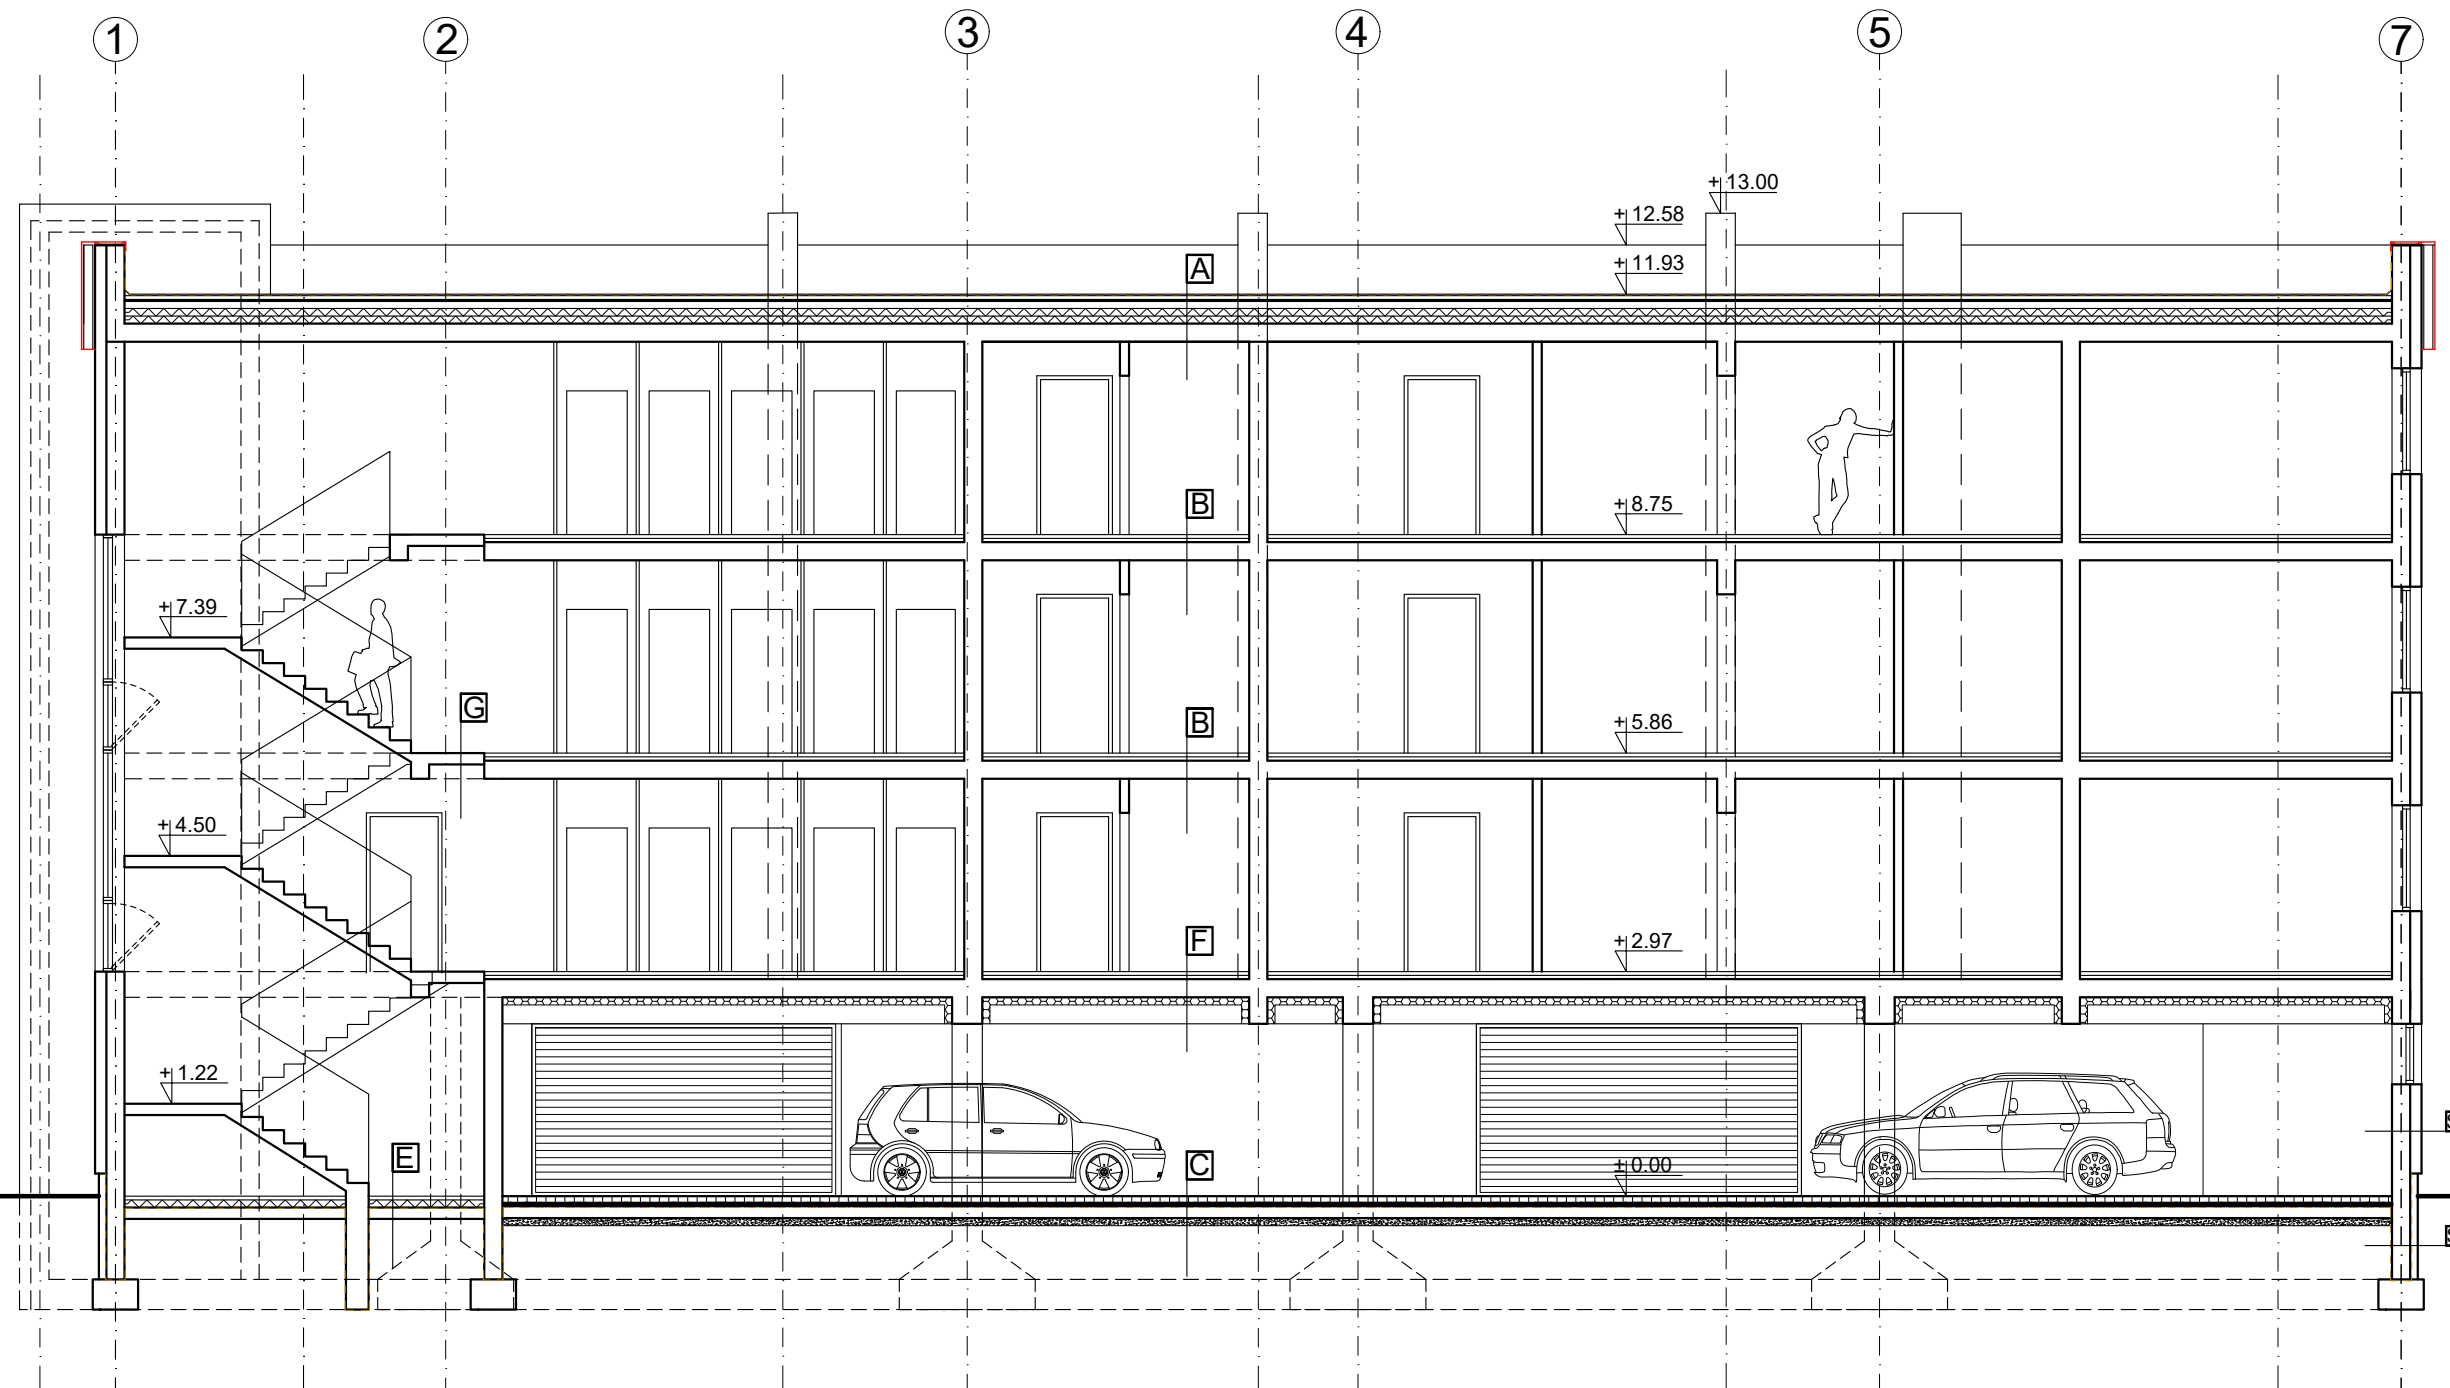 1 2 3 4 5 7
+ 13.00
+ 12.58
A
+ 11.93
B
+ 8.75
+ 7.39
G
B
+ 5.86
+ 4.50
F
+ 2.97
+ 1.22
E
C
± 0.00